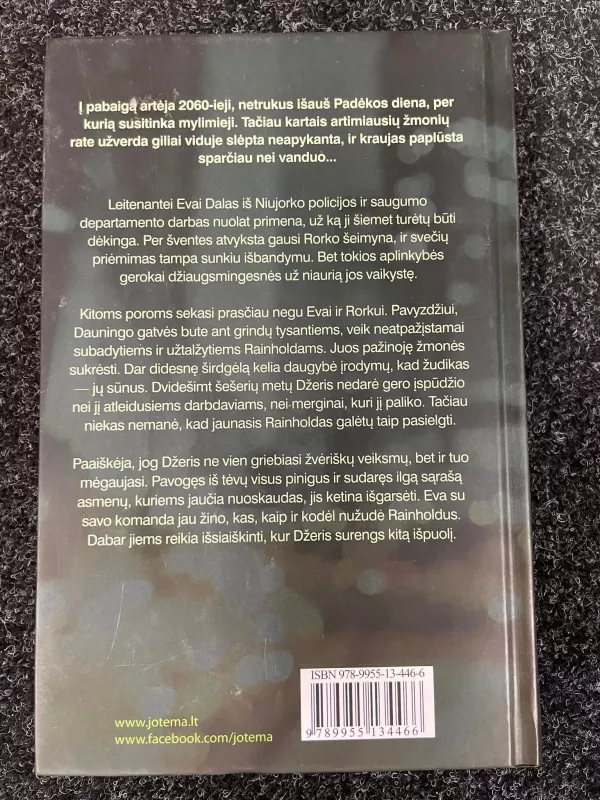 Į pabaigą artėja 2060-ieji, netrukus išauš Padėkos diena, per
kurią susitinka mylimieji. Tačiau kartais artimiausių žmonių
rate užverda giliai viduje slėpta neapykanta, ir kraujas paplūsta
sparčiau nei vanduo...
Leitenantei Evai Dalas iš Niujorko policijos ir saugumo
departamento darbas nuolat primena, už ką ji šiemet turėtų būti
dėkinga. Per šventes atvyksta gausi Rorko šeimyna, ir svečių
priėmimas tampa sunkiu išbandymu. Bet tokios aplinkybės
gerokai džiaugsmingesnės už niaurią jos vaikystę.
Kitoms poroms sekasi prasčiau negu Evai ir Rorkui. Pavyzdžiui,
Dauningo gatvės bute ant grindų tysantiems, veik neatpažįstamai
subadytiems ir užtalžytiems Rainholdams. Juos pažinoję žmonės
sukrėsti. Dar didesnę širdgėlą kelia daugybė įrodymų, kad žudikas
— jų sūnus. Dvidešimt šešerių metų Džeris nedarė gero įspūdžio
nei jį atleidusiems darbdaviams, nei merginai, kuri jį paliko. Tačiau
niekas nemanė, kad jaunasis Rainholdas galėtų taip pasielgti.
Paaiškėja, jog Džeris ne vien griebiasi žvėriškų veiksmų, bet ir tuo
mėgaujasi. Pavogęs iš tėvų visus pinigus ir sudaręs ilgą sąrašą
asmenų, kuriems jaučia nuoskaudas, jis ketina išgarsėti. Eva su
savo komanda jau žino, kas, kaip ir kodėl nužudė Rainholdus.
Dabar jiems reikia išsiaiškinti, kur Džeris surengs kitą išpuolį.
ISBN 978-9955-13-446-6
9 789955 134466
www.jotema.lt
www.facebook.com/jotema